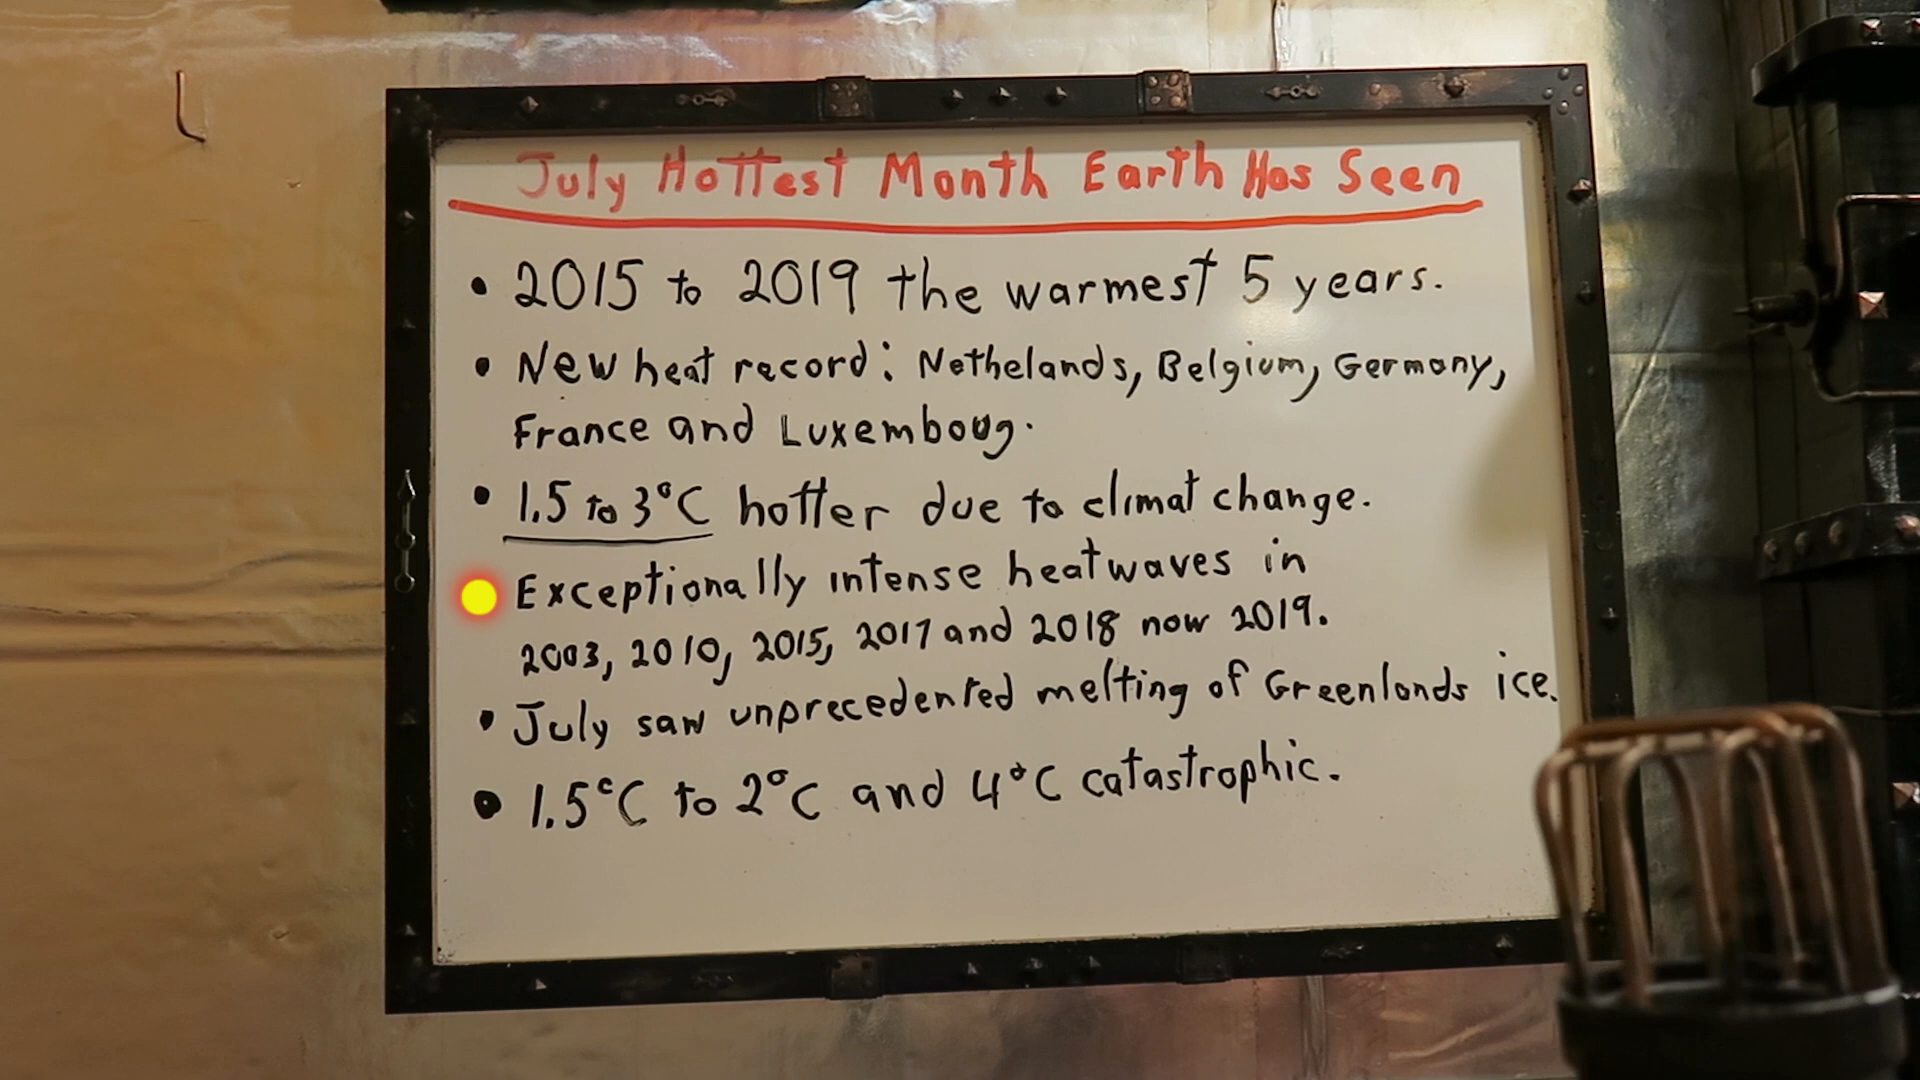 July Hottest Month Earth Has Seen
• 2015 to 2019 the warmest 5 years.
• New heat record: Nethelands, Belgium, Germany,
France and Luxemboug.
• 1.5 to 3°C hotter due to climat change.
Exceptionally intense heatwaves in
2003, 2010, 2015, 2017 and 2018 now 2019.
• July saw unprecedented melting of Greenlands ice.
• 1.5°C to 2°C and 4°C catastrophic.